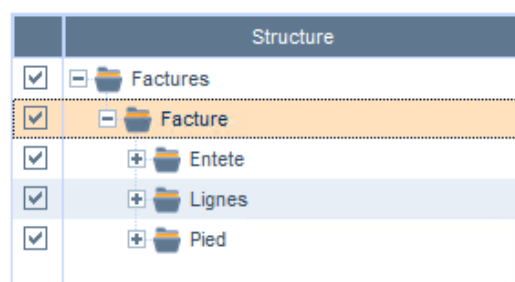 Structure
Factures
Facture
Entete
Lignes
Pied